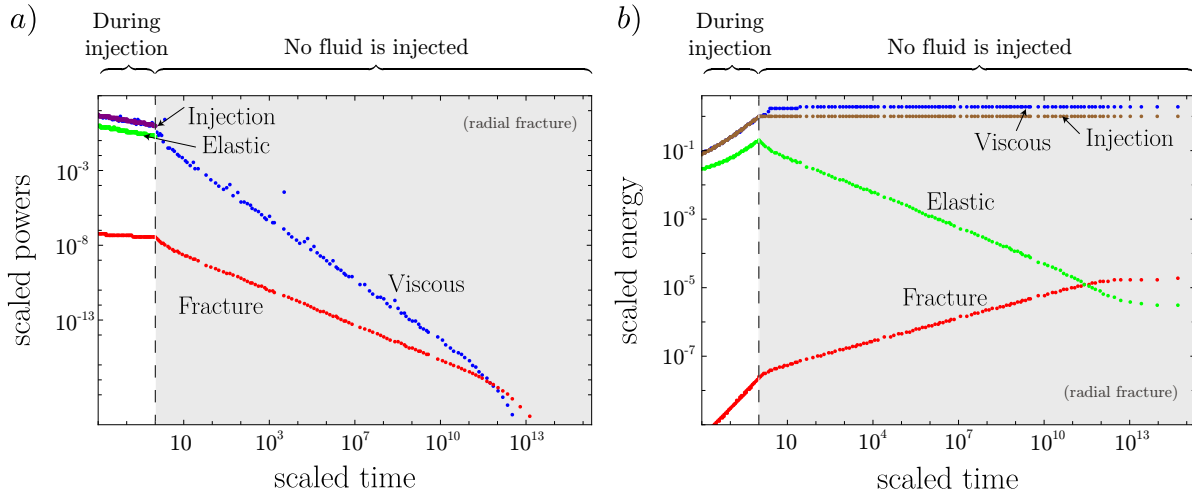 a)
During
injection
No fluid is injected
Injection
Elastic
(radial fracture)
Viscous
Fracture
scaled powers
10^{-3}
10^{-8}
10^{-13}
10
10^{3}
10^{7}
10^{10}
10^{13}
scaled time
b)
During
injection
No fluid is injected
Viscous
Injection
Elastic
Fracture
(radial fracture)
scaled energy
10^{-1}
10^{-3}
10^{-5}
10^{-7}
10
10^{4}
10^{7}
10^{10}
10^{13}
scaled time